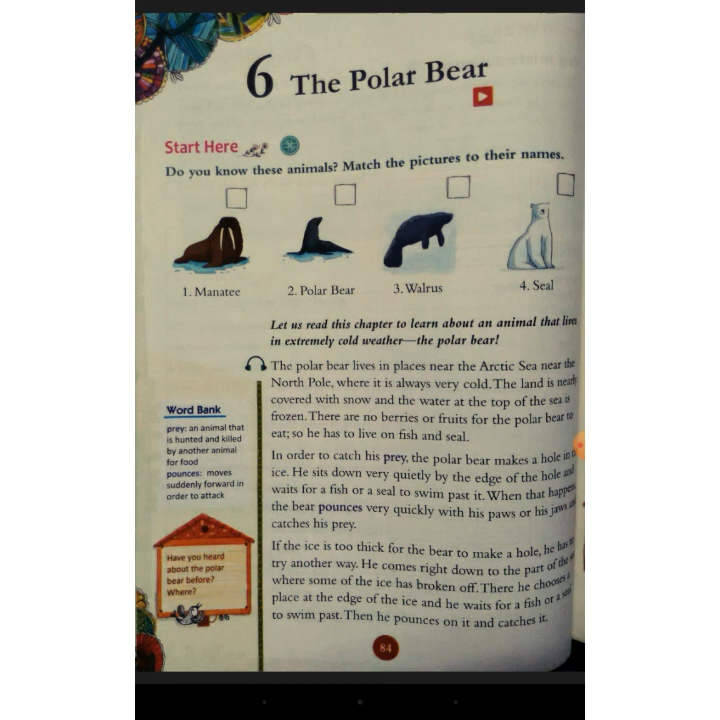 6 The Polar Bear
Start Here
Do you know these animals? Match the pictures to their names.
1. Manatee
2. Polar Bear
3. Walrus
4. Seal
Let us read this chapter to learn about an animal that lives
in extremely cold weather—the polar bear!
The polar bear lives in places near the Arctic Sea near the
North Pole, where it is always very cold. The land is nearly
covered with snow and the water at the top of the sea is
frozen. There are no berries or fruits for the polar bear to
eat; so he has to live on fish and seal.
In order to catch his prey, the polar bear makes a hole in
ice. He sits down very quietly by the edge of the hole and
waits for a fish or a seal to swim past it. When that happens,
the bear pounces very quickly with his paws or his jaws
catches his prey.
If the ice is too thick for the bear to make a hole, he has to
try another way. He comes right down to the part of the
where some of the ice has broken off. There he chooses a
place at the edge of the ice and he waits for a fish or a seal
to swim past. Then he pounces on it and catches it.
Word Bank
prey: an animal that
is hunted and killed
by another animal
for food
pounces: moves
suddenly forward in
order to attack
Have you heard
about the polar
bear before?
Where?
84